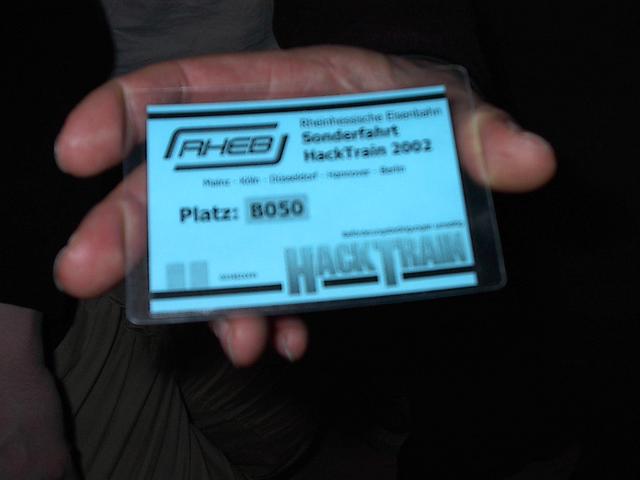 RHEB
Rheinhessische Eisenbahn
Sonderfahrt
HackTrain 2002
Mainz - Köln - Düsseldorf - Hannover - Berlin
Platz: B050
HACKTRAIN